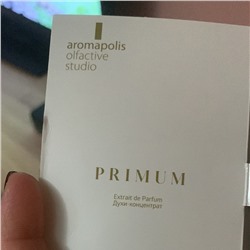 aromapolis
olfactive
studio
PRIMUM
Extrait de Parfum
Духи концентрат